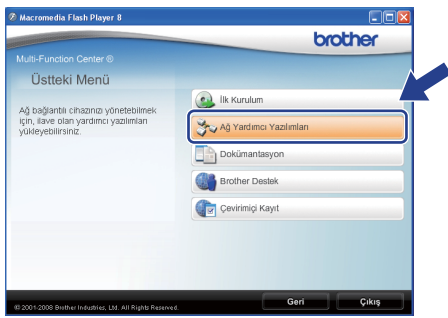 Macromedia Flash Player 8
brother
Multi-Function Center ®
Üstteki Menü
Ağ bağlantılı cihazınızı yönetebilmek
için, ilave olan yardımcı yazılımları
yükleyebilirsiniz.
İlk Kurulum
Ağ Yardımcı Yazılımları
Dokümantasyon
Brother Destek
Çevirimiçi Kayıt
Geri
Çıkış
© 2001-2008 Brother Industries, Ltd. All Rights Reserved.